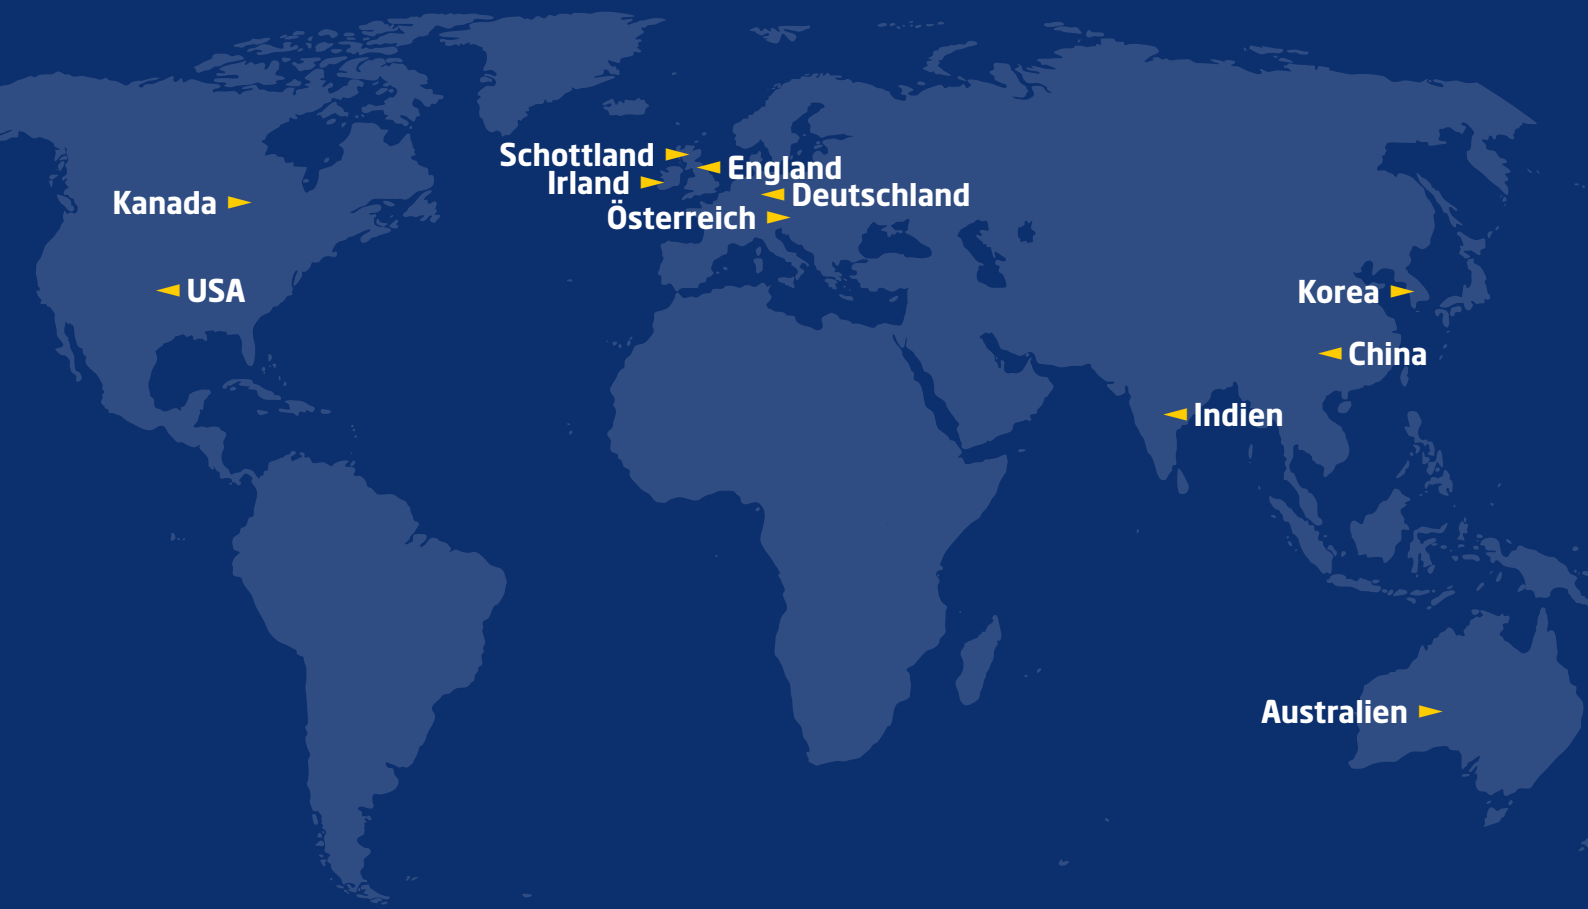 Schottland
England
Irland
Deutschland
Kanada
Österreich
USA
Korea
China
Indien
Australien